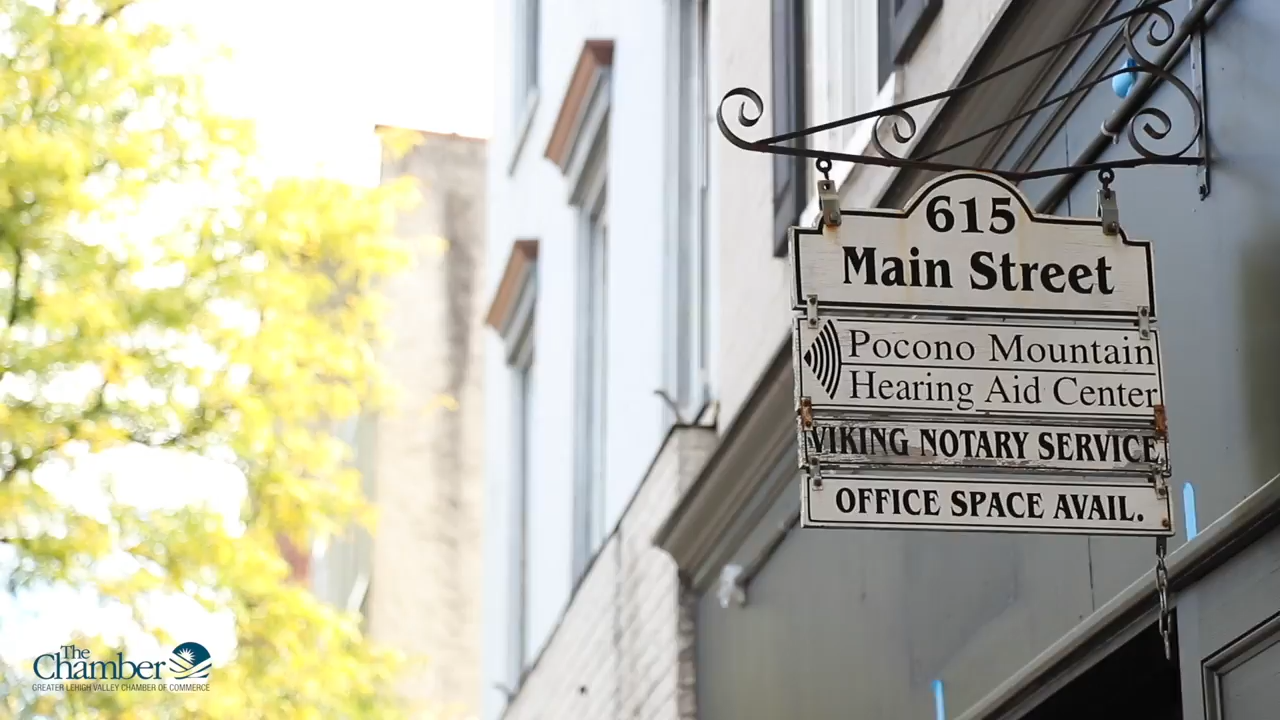 615
Main Street
Pocono Mountain
Hearing Aid Center
VIKING NOTARY SERVICE
OFFICE SPACE AVAIL.
The
Chamber
GREATER LEHIGH VALLEY CHAMBER OF COMMERCE